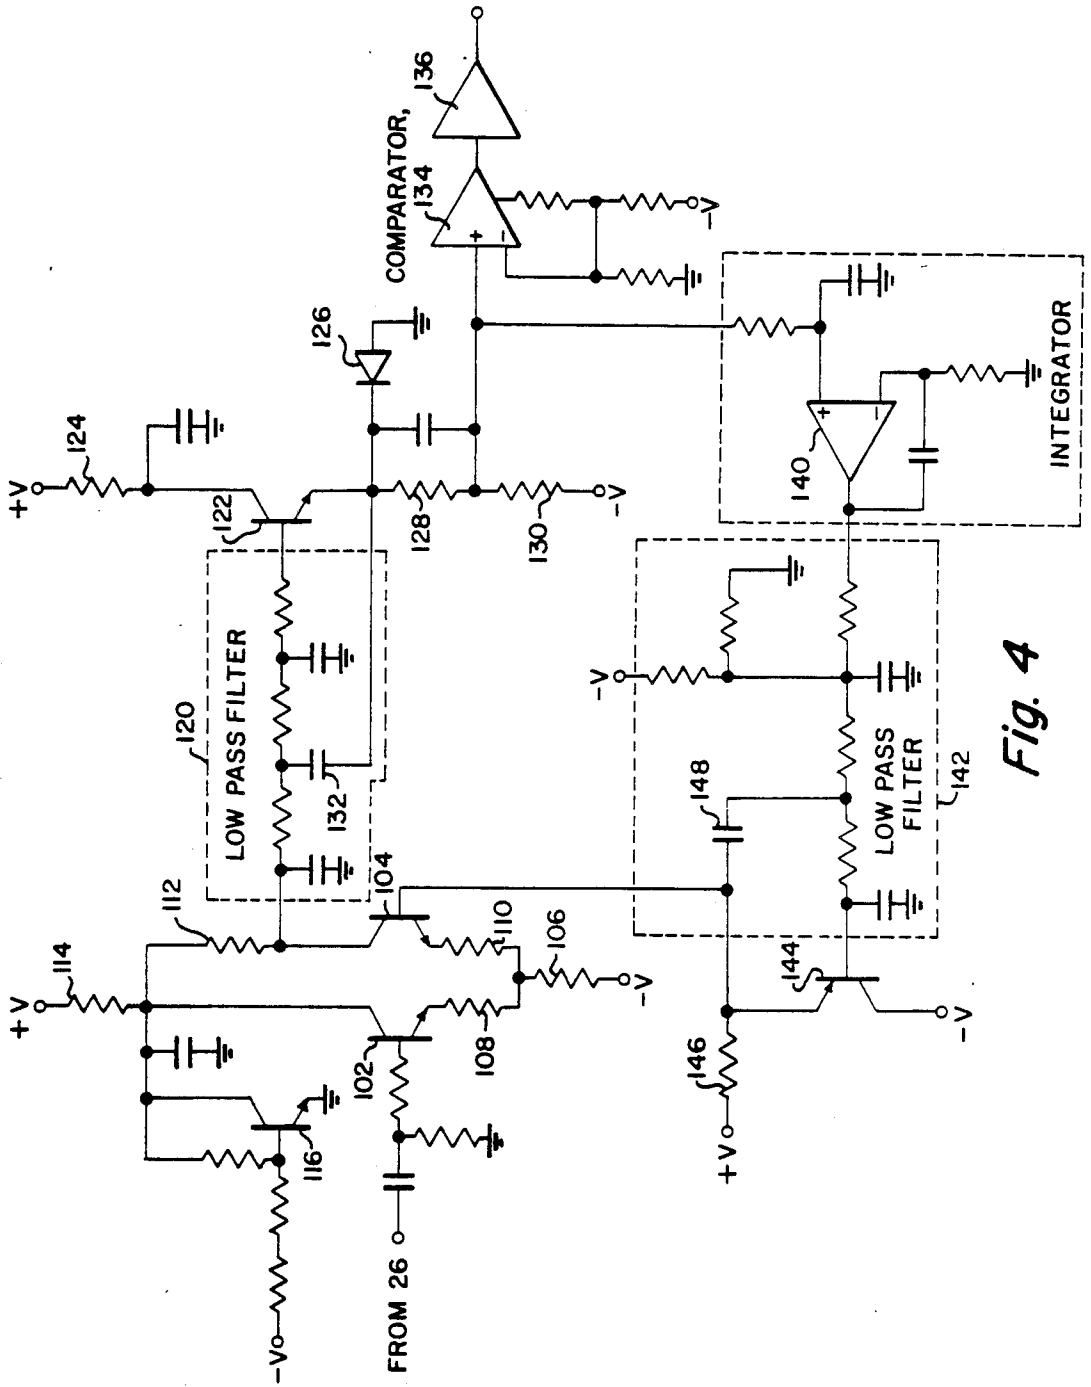 +V
114
112
116
-V
102
FROM 26
104
108
110
106
-V
120
LOW PASS FILTER
132
+V
124
122
126
128
130
-V
COMPARATOR,
134
136
+
−
-V
INTEGRATOR
140
+
−
-V
LOW PASS
FILTER
142
148
144
146
+V
-V
Fig. 4